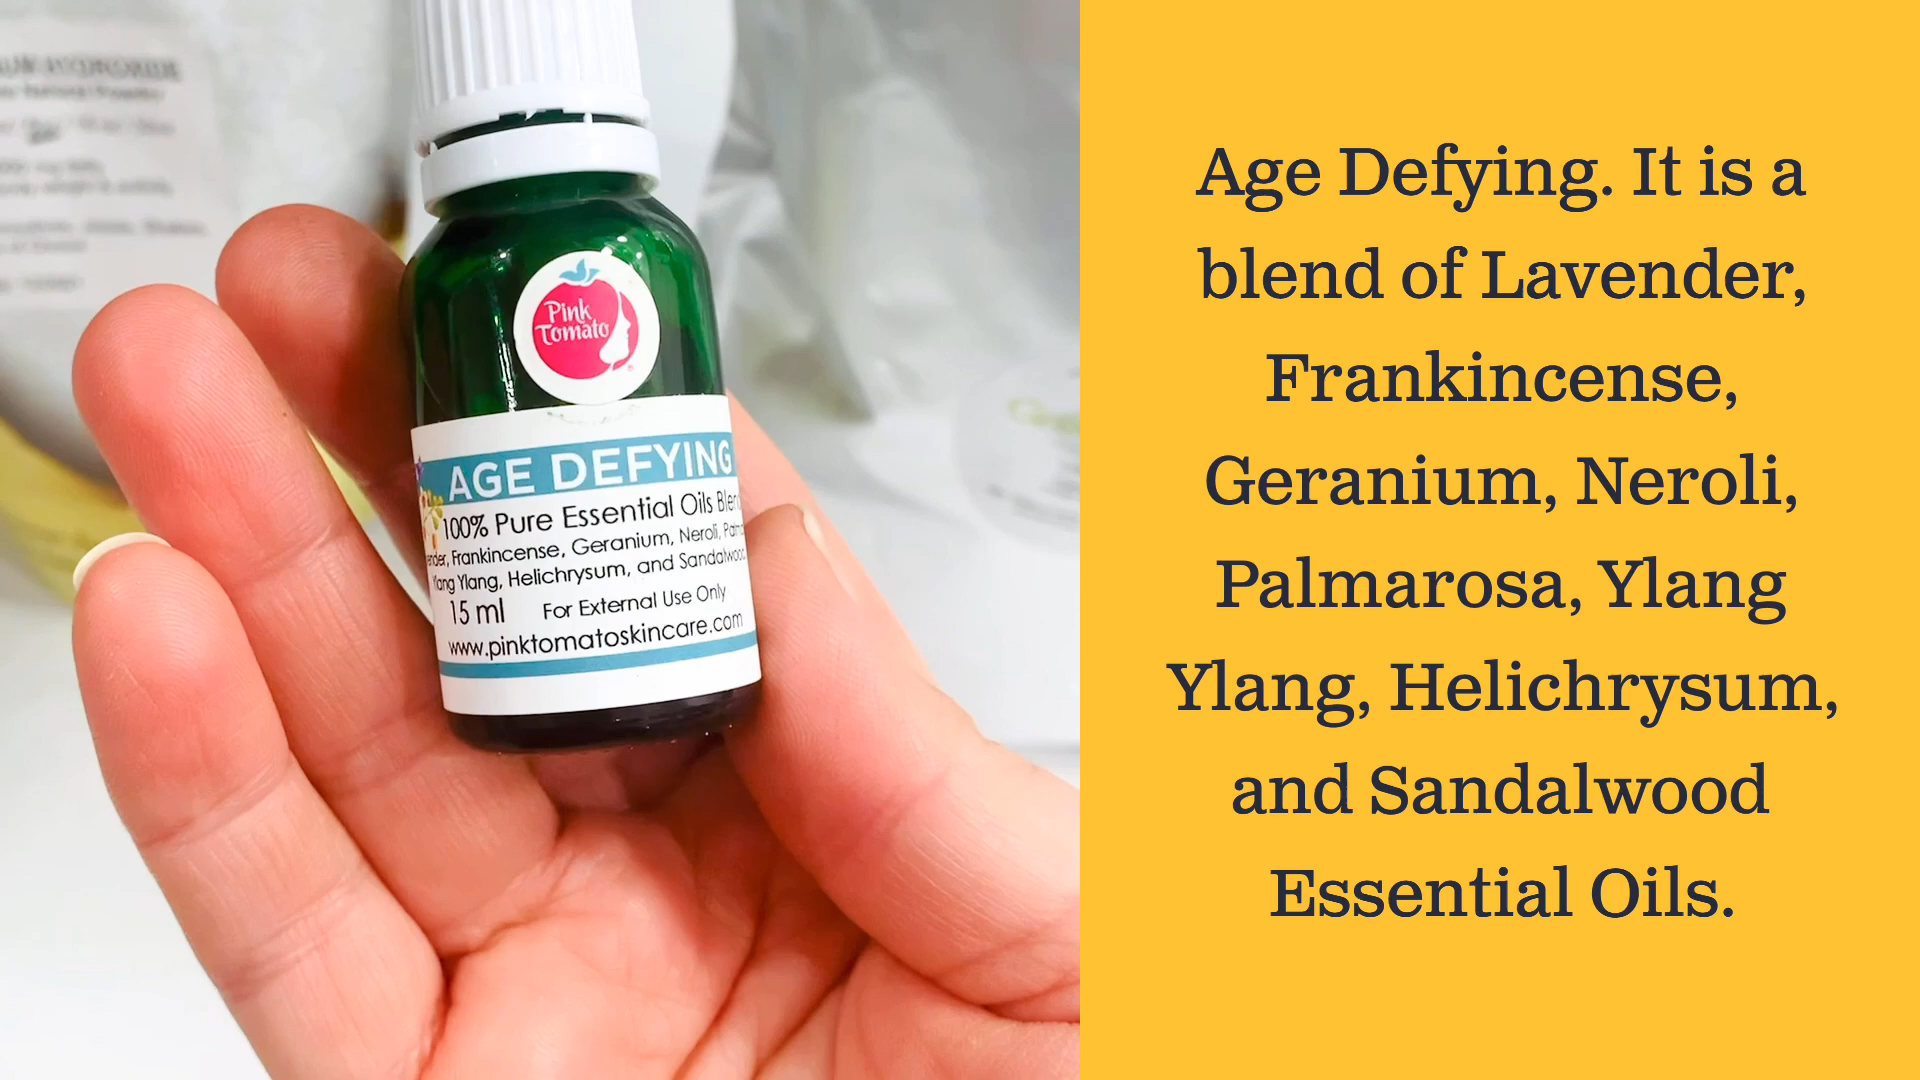 Pink
Tomato
AGE DEFYING
100% Pure Essential Oils
Frankincense, Geranium, Neroli,
Ylang Ylang, Helichrysum, and Sandalwood
15 ml For External Use Only
www.pinktomatoskincare.com
Age Defying. It is a
blend of Lavender,
Frankincense,
Geranium, Neroli,
Palmarosa, Ylang
Ylang, Helichrysum,
and Sandalwood
Essential Oils.